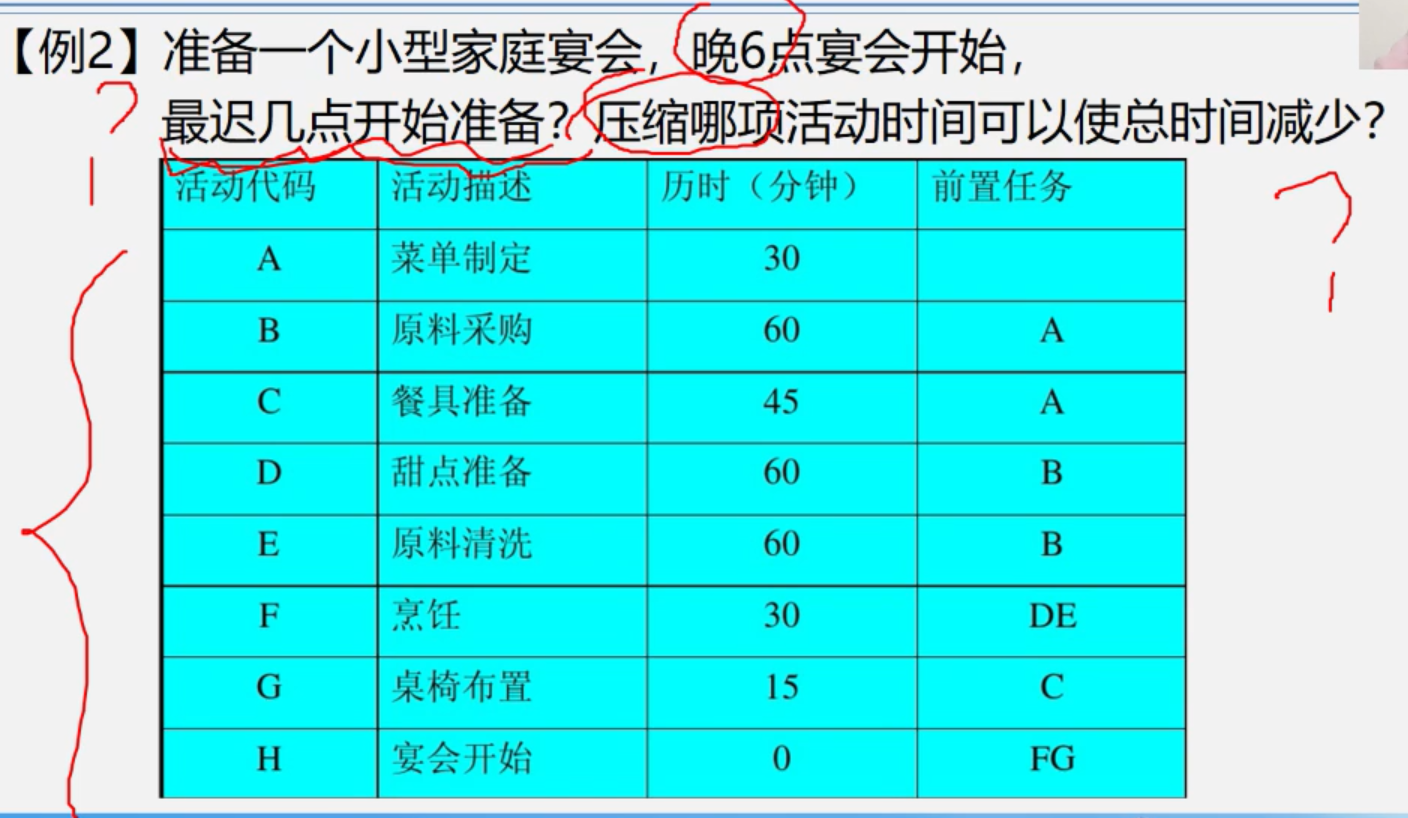 【例2】准备一个小型家庭宴会，晚6点宴会开始，
最迟几点开始准备？压缩哪项活动时间可以使总时间减少？
活动代码 活动描述 历时（分钟） 前置任务
A 菜单制定 30
B 原料采购 60 A
C 餐具准备 45 A
D 甜点准备 60 B
E 原料清洗 60 B
F 烹饪 30 DE
G 桌椅布置 15 C
H 宴会开始 0 FG